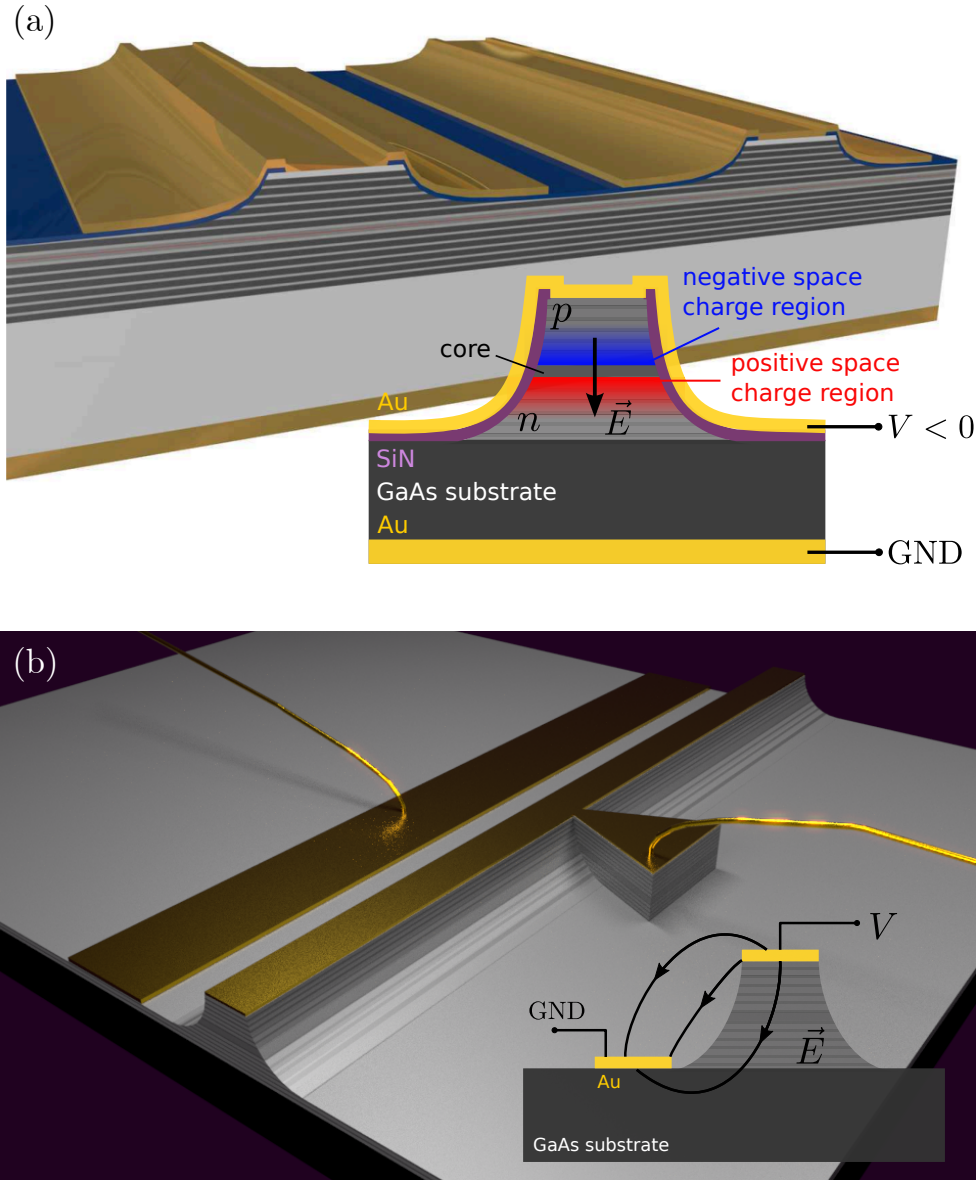 (a)
negative space
charge region
p
core
positive space
charge region
Au
n
E⃗
V < 0
SiN
GaAs substrate
Au
GND
(b)
V
GND
E⃗
Au
GaAs substrate